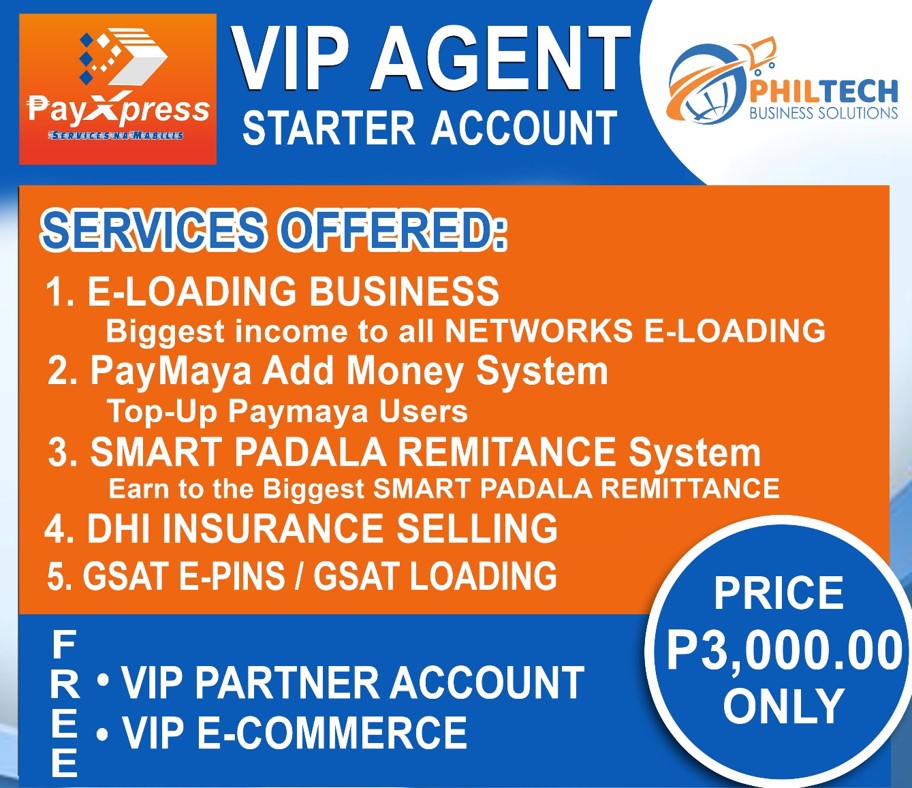 ₱ayXpress
SERVICES NA MABILIS
VIP AGENT
STARTER ACCOUNT
PHILTECH
BUSINESS SOLUTIONS
SERVICES OFFERED:
1. E-LOADING BUSINESS
Biggest income to all NETWORKS E-LOADING
2. PayMaya Add Money System
Top-Up Paymaya Users
3. SMART PADALA REMITANCE System
Earn to the Biggest SMART PADALA REMITTANCE
4. DHI INSURANCE SELLING
5. GSAT E-PINS / GSAT LOADING
FREE
• VIP PARTNER ACCOUNT
• VIP E-COMMERCE
PRICE
P3,000.00
ONLY